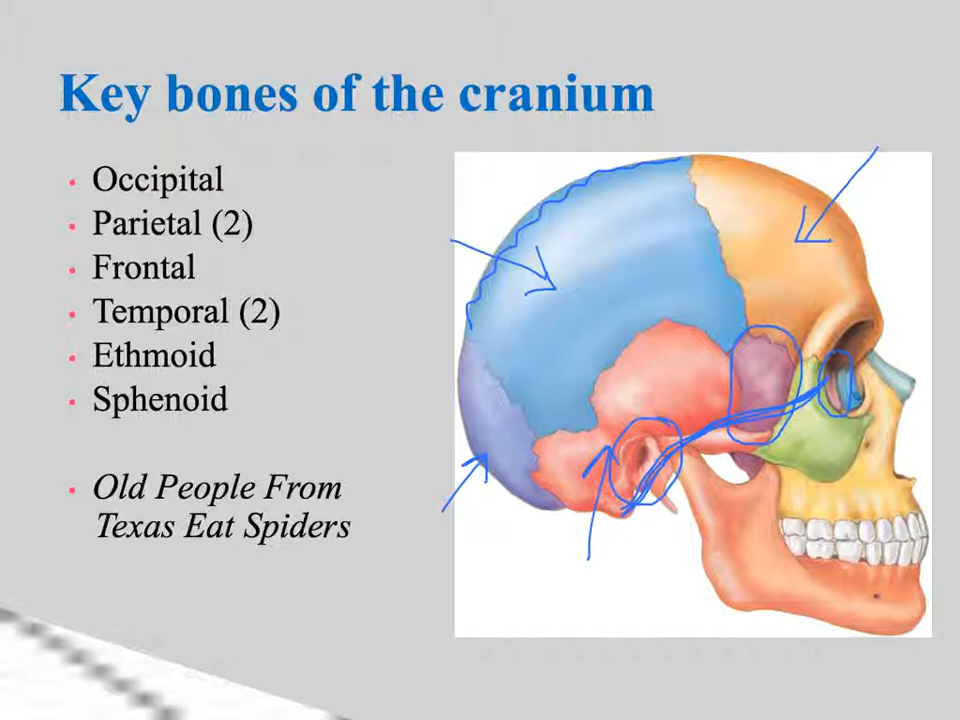 Key bones of the cranium
• Occipital
• Parietal (2)
• Frontal
• Temporal (2)
• Ethmoid
• Sphenoid
• Old People From
Texas Eat Spiders